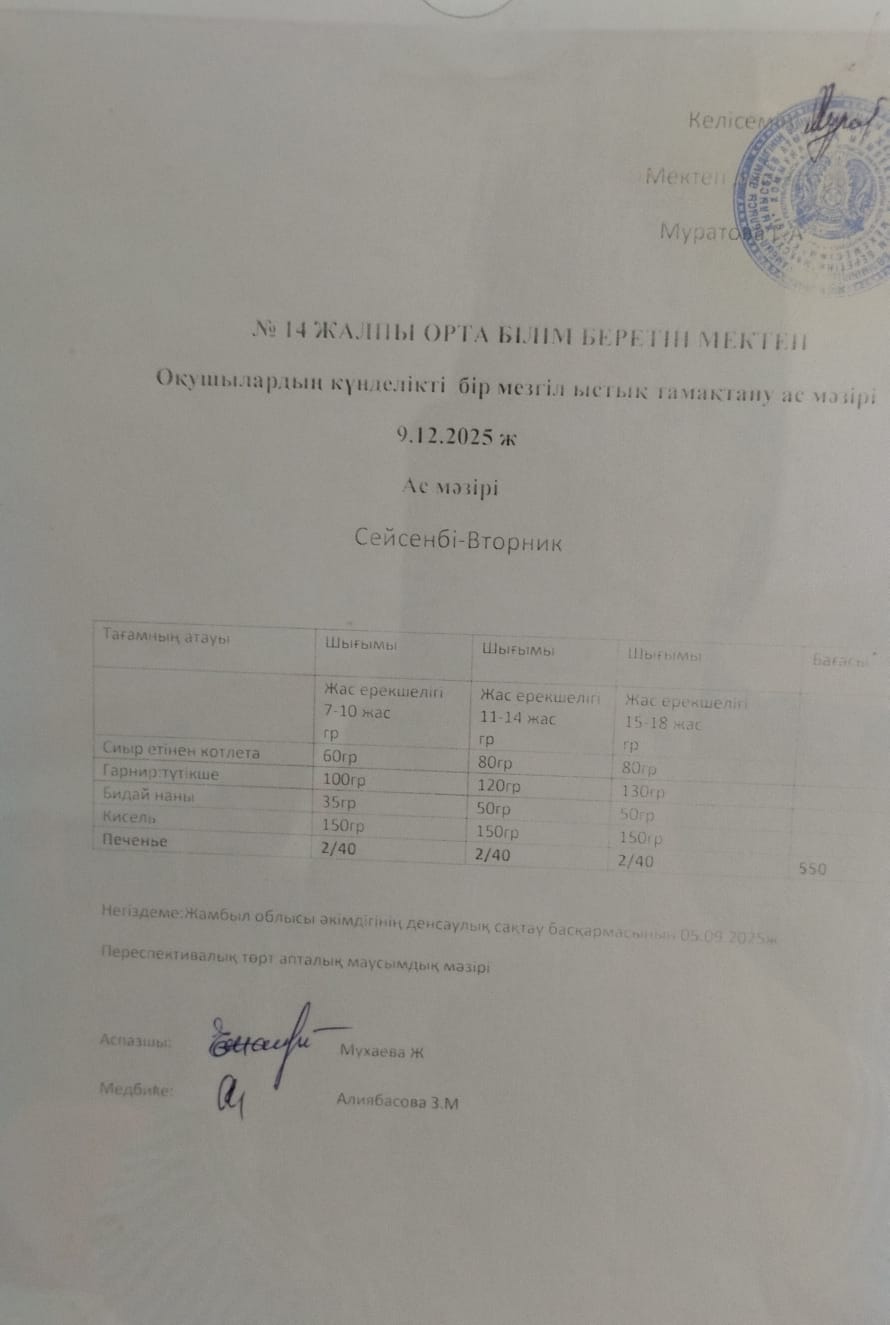 Келісемін
Мектеп
Муратова Г.А
№ 14 ЖАЛПЫ ОРТА БІЛІМ БЕРЕТІН МЕКТЕП
Оқушылардың күнделікті бір мезгіл ыстық тамақтану ас мәзірі
9.12.2025 ж
Ас мәзірі
Сейсенбі-Вторник
Тағамның атауы Шығымы Шығымы Шығымы Бағасы
Жас ерекшелігі 7-10 жас гр Жас ерекшелігі 11-14 жас гр Жас ерекшелігі 15-18 жас гр
Сиыр етінен котлета 60гр 80гр 80гр
Гарнир:түтікше 100гр 120гр 130гр
Бидай наны 35гр 50гр 50гр
Кисель 150гр 150гр 150гр
Печенье 2/40 2/40 2/40 550
Негіздеме:Жамбыл облысы әкімдігінің денсаулық сақтау басқармасының 05.09.2025ж
Переспективалық төрт апталық маусымдық мәзірі
Аспазшы: Мухаева Ж
Медбике: Алиябасова З.М